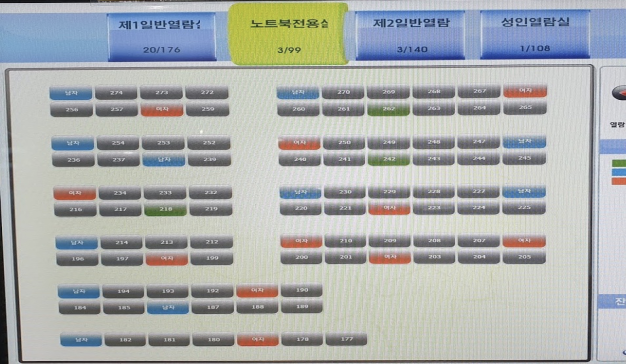 제1일반열람실
20/176
노트북전용실
3/99
제2일반열람
3/140
성인열람실
1/108
남자 274 273 272
남자 270 269 268 267 여자
256 257 여자 259
260 261 262 263 264 265
남자 254 253 252
여자 250 249 248 247 남자
236 237 남자 239
240 241 242 243 244 245
여자 234 233 232
남자 230 229 228 227 남자
216 217 218 219
220 221 여자 223 224 225
남자 214 213 212
여자 210 209 208 207 여자
196 197 여자 199
200 201 여자 203 204 205
남자 194 193 192 여자 190
184 185 남자 187 188 189
남자 182 181 180 여자 178 177
열람
잔